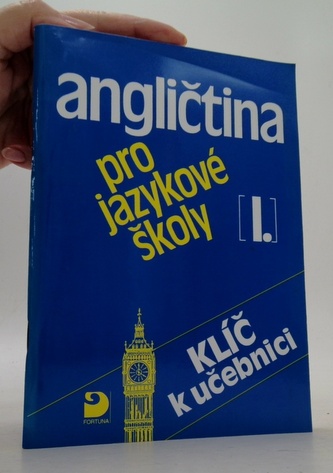 angličtina
pro
jazykové
školy
[I.]
KLÍČ
k učebnici
FORTUNA